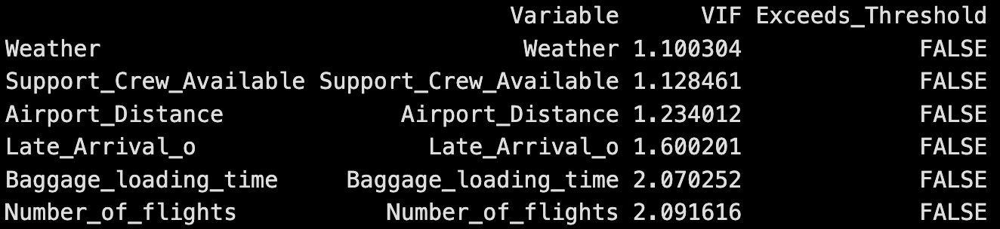 Variable VIF Exceeds_Threshold
Weather Weather 1.100304 FALSE
Support_Crew_Available Support_Crew_Available 1.128461 FALSE
Airport_Distance Airport_Distance 1.234012 FALSE
Late_Arrival_o Late_Arrival_o 1.600201 FALSE
Baggage_loading_time Baggage_loading_time 2.070252 FALSE
Number_of_flights Number_of_flights 2.091616 FALSE